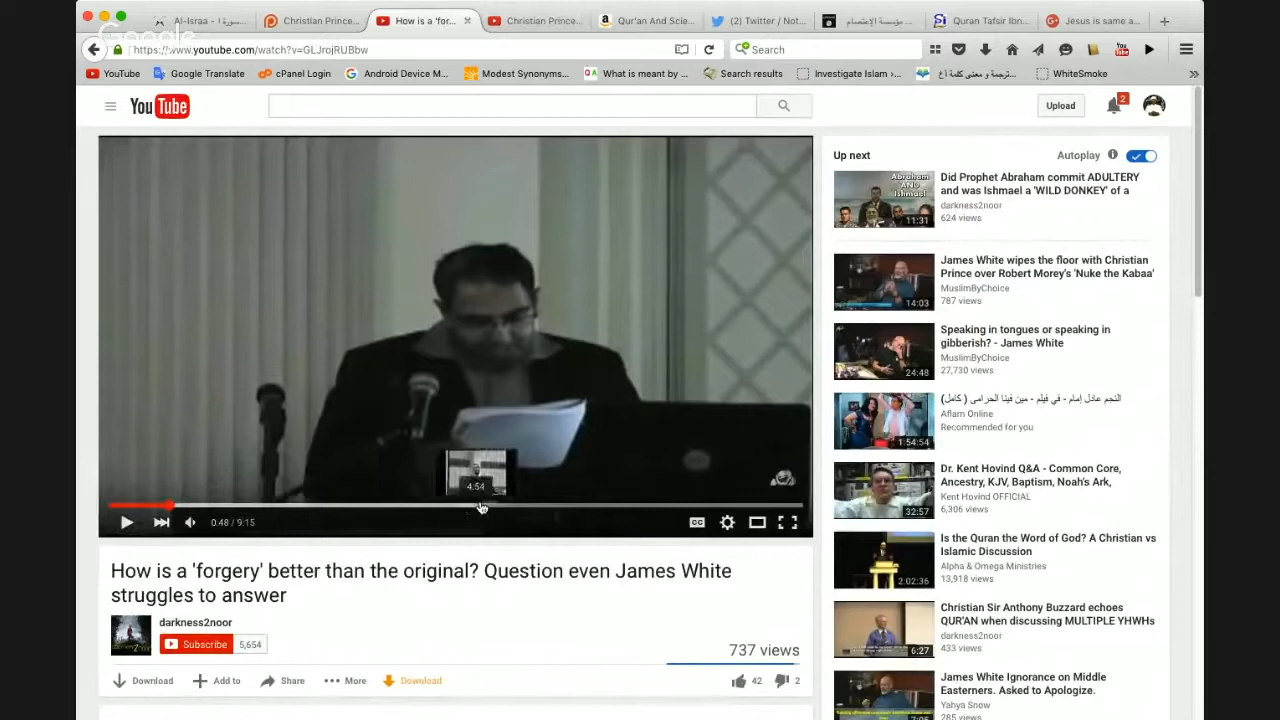 Al-Israa - سورة ا...
Christian Prince...
How is a 'for...
Christian Prince...
Qur'An And Scie...
(2) Twitter / Not...
Quran Tafsir Ibn...
Jesus is same a...
Google
https://www.youtube.com/watch?v=GLJrojRUBbw
Search
YouTube
Google Translate
cPanel Login
Android Device M...
Modest Synonyms...
What is meant by ...
Search results
Investigate Islam ›...
ترجمة و معنى كلمة أع...
WhiteSmoke
YouTube
Upload
2
Up next
Autoplay
Did Prophet Abraham commit ADULTERY
and was Ishmael a 'WILD DONKEY' of a
darkness2noor
624 views
Abraham
AND
Ishmael
11:31
James White wipes the floor with Christian
Prince over Robert Morey's 'Nuke the Kabaa'
MuslimByChoice
787 views
14:03
Speaking in tongues or speaking in
gibberish? - James White
MuslimByChoice
27,730 views
24:48
النجم عادل إمام - في فيلم - مين فينا الحرامى ( كامل)
Aflam Online
Recommended for you
1:54:54
Dr. Kent Hovind Q&A - Common Core,
Ancestry, KJV, Baptism, Noah's Ark,
Kent Hovind OFFICIAL
6,306 views
32:57
Is the Quran the Word of God? A Christian vs
Islamic Discussion
Alpha & Omega Ministries
13,918 views
2:02:36
Christian Sir Anthony Buzzard echoes
QUR'AN when discussing MULTIPLE YHWHs
darkness2noor
433 views
6:27
James White Ignorance on Middle
Easterners. Asked to Apologize.
Yahya Snow
285 views
7:05
4:54
0:48 / 9:15
CC
How is a 'forgery' better than the original? Question even James White
struggles to answer
darkness2noor
Subscribe
5,654
737 views
Download
Add to
Share
More
Download
42
2